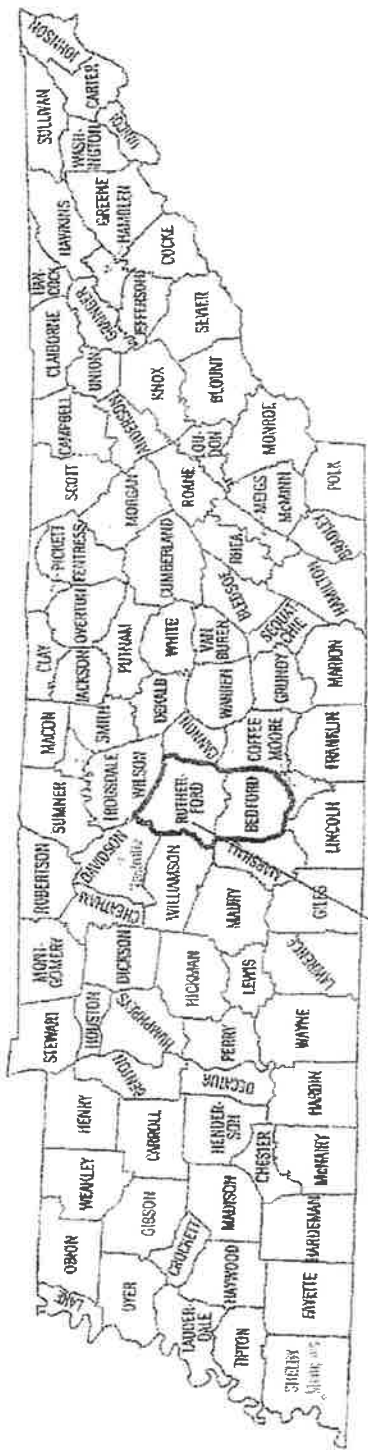 LAKE
OBION
WEAKLEY
HENRY
STEWART
MONT-
GOMERY
ROBERTSON
SUMNER
MACON
CLAY
PICKETT
SCOTT
CAMPBELL
CLAIBORNE
HAN-
COCK
HAWKINS
SULLIVAN
JOHNSON
CARTER
WASH-
INGTON
UNICOI
GREENE
HAMBLEN
GRAINGER
UNION
JEFFERSON
COCKE
ANDERSON
KNOX
SEVIER
BLOUNT
MORGAN
FENTRESS
OVERTON
JACKSON
PUTNAM
SMITH
TROUSDALE
WILSON
DAVIDSON
CHEATHAM
DICKSON
HOUSTON
HUMPHREYS
BENTON
CARROLL
GIBSON
DYER
CROCKETT
LAUDER-
DALE
TIPTON
HAYWOOD
MADISON
HENDER-
SON
DECATUR
PERRY
HICKMAN
LEWIS
MAURY
WILLIAMSON
RUTHER-
FORD
CANNON
DEKALB
WHITE
VAN
BUREN
WARREN
CUMBERLAND
BLEDSOE
RHEA
ROANE
LOU-
DON
MONROE
MEIGS
McMINN
POLK
BRADLEY
HAMILTON
SEQUAT
CHIE
GRUNDY
MARION
COFFEE
MOORE
FRANKLIN
BEDFORD
MARSHALL
LINCOLN
GILES
LAWRENCE
WAYNE
HARDIN
CHESTER
McNAIRY
HARDEMAN
FAYETTE
SHELBY